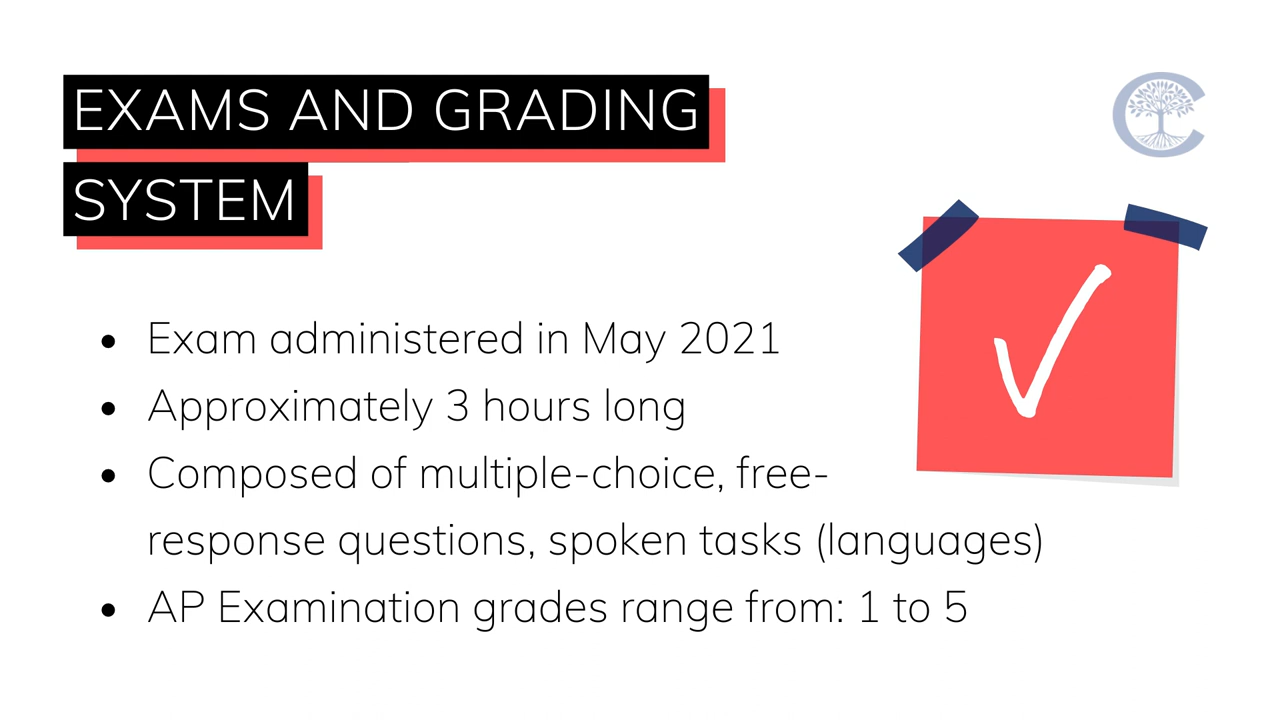 EXAMS AND GRADING
SYSTEM
• Exam administered in May 2021
• Approximately 3 hours long
• Composed of multiple-choice, free-
response questions, spoken tasks (languages)
• AP Examination grades range from: 1 to 5